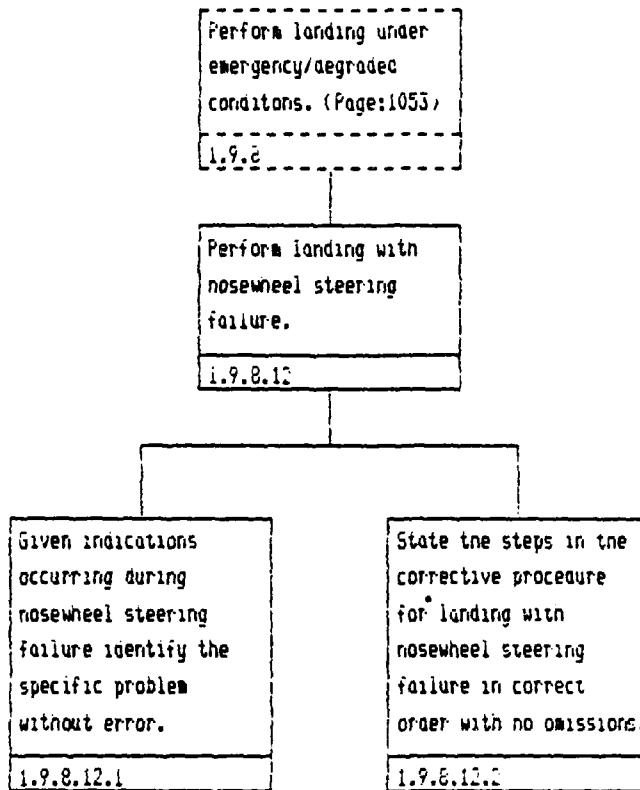 Perform landing under
emergency/degraded
conditons. (Page:1053)
1.9.8
Perform landing with
nosewheel steering
failure.
1.9.8.12
Given indications
occurring during
nosewheel steering
failure identify the
specific problem
without error.
1.9.8.12.1
State the steps in the
corrective procedure
for landing with
nosewheel steering
failure in correct
order with no omissions.
1.9.8.12.2